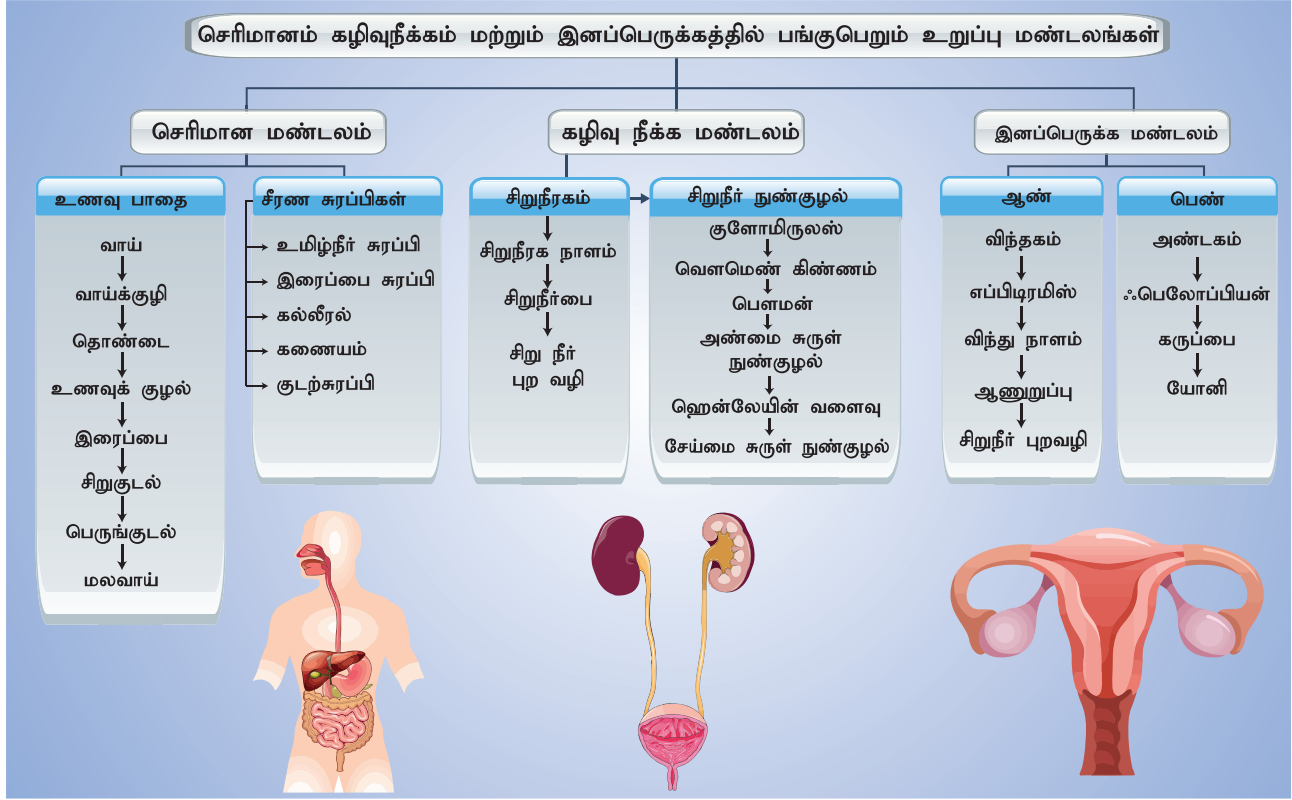 செரிமானம் கழிவுநீக்கம் மற்றும் இனப்பெருக்கத்தில் பங்குபெறும் உறுப்பு மண்டலங்கள்
செரிமான மண்டலம்
உணவு பாதை
வாய்
வாய்க்குழி
தொண்டை
உணவுக் குழல்
இரைப்பை
சிறுகுடல்
பெருங்குடல்
மலவாய்
சீரண சுரப்பிகள்
உமிழ்நீர் சுரப்பி
இரைப்பை சுரப்பி
கல்லீரல்
கணையம்
குடற்சுரப்பி
கழிவு நீக்க மண்டலம்
சிறுநீரகம்
சிறுநீரக நாளம்
சிறுநீர்பை
சிறு நீர்
புற வழி
சிறுநீர் நுண்குழல்
குளோமிருலஸ்
வெளமெண் கிண்ணம்
பௌமன்
அண்மை சுருள்
நுண்குழல்
ஹென்லேயின் வளைவு
சேய்மை சுருள் நுண்குழல்
இனப்பெருக்க மண்டலம்
ஆண்
விந்தகம்
எப்பிடிரமிஸ்
விந்து நாளம்
ஆணுறுப்பு
சிறுநீர் புறவழி
பெண்
அண்டகம்
ஃபெலோப்பியன்
கருப்பை
யோனி